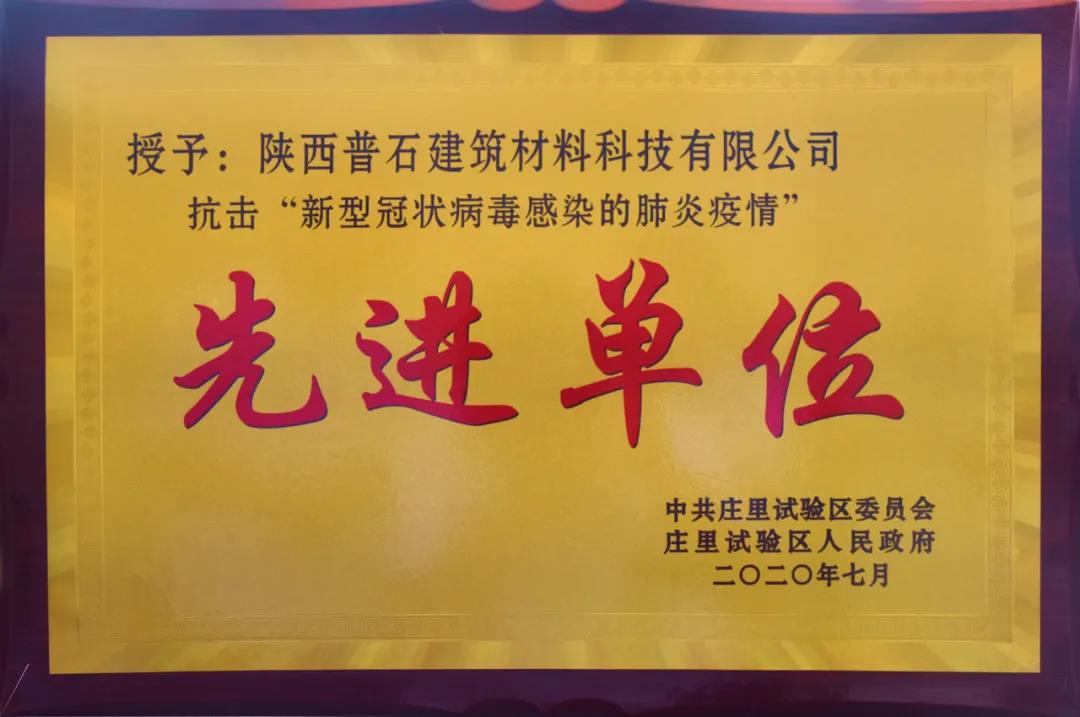 授予：陕西普石建筑材料科技有限公司
抗击“新型冠状病毒感染的肺炎疫情”
先进单位
中共庄里试验区委员会
庄里试验区人民政府
二〇二〇年七月